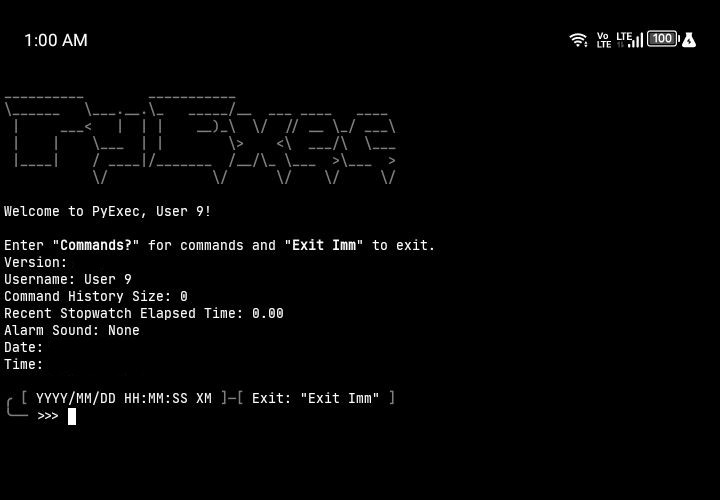 1:00 AM
Vo LTE LTE 100
PyExec
Welcome to PyExec, User 9!
Enter "Commands?" for commands and "Exit Imm" to exit.
Version:
Username: User 9
Command History Size: 0
Recent Stopwatch Elapsed Time: 0.00
Alarm Sound: None
Date:
Time:
[ YYYY/MM/DD HH:MM:SS XM ]─[ Exit: "Exit Imm" ]
>>>